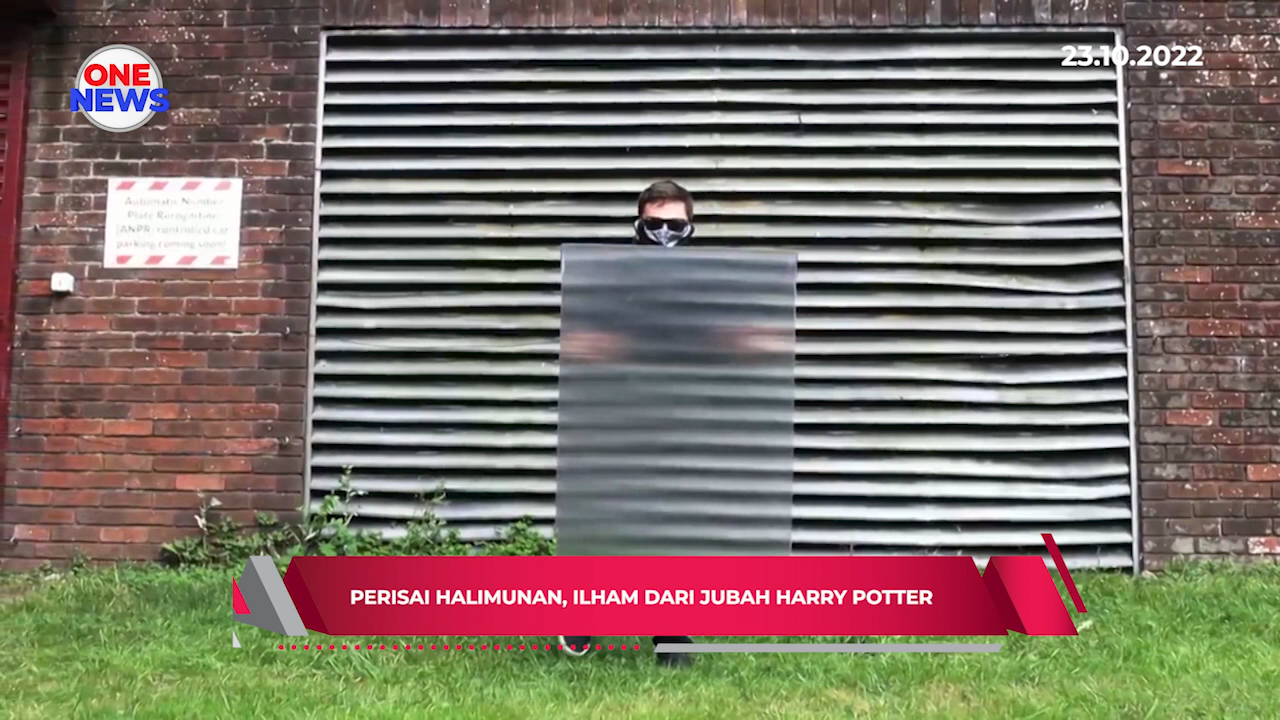 ONE
NEWS
23.10.2022
Automatic Number
Plate Recognition
(ANPR) controlled car
parking coming soon!
PERISAI HALIMUNAN, ILHAM DARI JUBAH HARRY POTTER